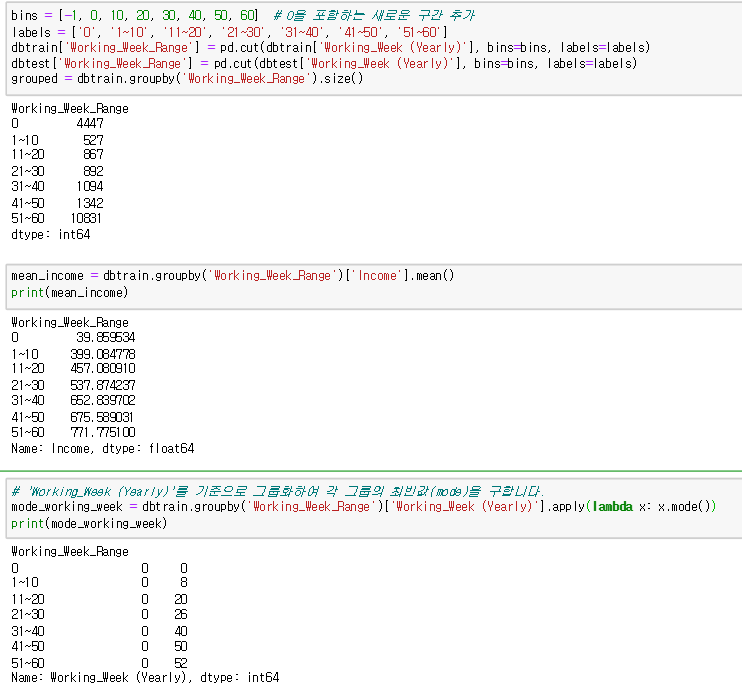 bins = [-1, 0, 10, 20, 30, 40, 50, 60]  # 0을 포함하는 새로운 구간 추가
labels = ['0', '1~10', '11~20', '21~30', '31~40', '41~50', '51~60']
dbtrain['Working_Week_Range'] = pd.cut(dbtrain['Working_Week (Yearly)'], bins=bins, labels=labels)
dbtest['Working_Week_Range'] = pd.cut(dbtest['Working_Week (Yearly)'], bins=bins, labels=labels)
grouped = dbtrain.groupby('Working_Week_Range').size()
Working_Week_Range
0 4447
1~10 527
11~20 867
21~30 892
31~40 1094
41~50 1342
51~60 10831
dtype: int64
mean_income = dbtrain.groupby('Working_Week_Range')['Income'].mean()
print(mean_income)
Working_Week_Range
0 39.859534
1~10 399.084778
11~20 457.080910
21~30 537.874237
31~40 652.839702
41~50 675.589031
51~60 771.775100
Name: Income, dtype: float64
# 'Working_Week (Yearly)'를 기준으로 그룹화하여 각 그룹의 최빈값(mode)을 구합니다.
mode_working_week = dbtrain.groupby('Working_Week_Range')['Working_Week (Yearly)'].apply(lambda x: x.mode())
print(mode_working_week)
Working_Week_Range
0 0 0
1~10 0 8
11~20 0 20
21~30 0 26
31~40 0 40
41~50 0 50
51~60 0 52
Name: Working_Week (Yearly), dtype: int64